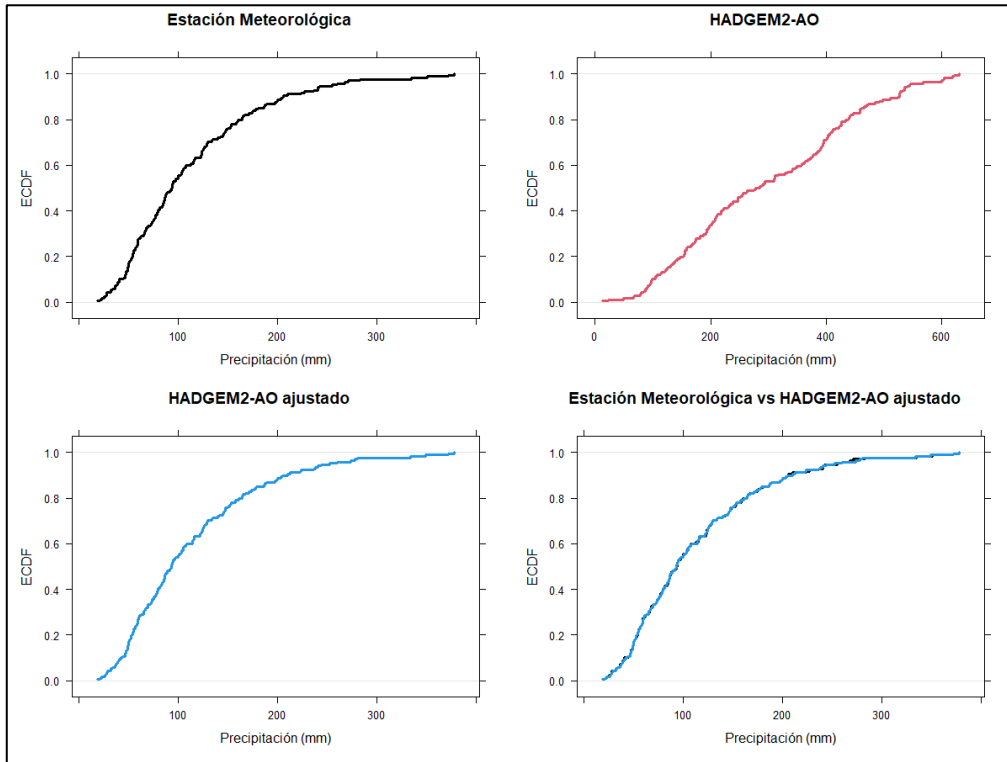 Estación Meteorológica
ECDF
1.0
0.8
0.6
0.4
0.2
0.0
100 200 300
Precipitación (mm)
HADGEM2-AO
ECDF
1.0
0.8
0.6
0.4
0.2
0.0
0 200 400 600
Precipitación (mm)
HADGEM2-AO ajustado
ECDF
1.0
0.8
0.6
0.4
0.2
0.0
100 200 300
Precipitación (mm)
Estación Meteorológica vs HADGEM2-AO ajustado
ECDF
1.0
0.8
0.6
0.4
0.2
0.0
100 200 300
Precipitación (mm)